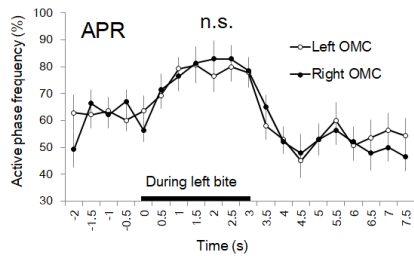 APR
n.s.
Left OMC
Right OMC
Active phase frequency (%)
100
90
80
70
60
50
40
30
During left bite
-2 -1.5 -1 -0.5 0 0.5 1 1.5 2 2.5 3 3.5 4 4.5 5 5.5 6 6.5 7 7.5
Time (s)